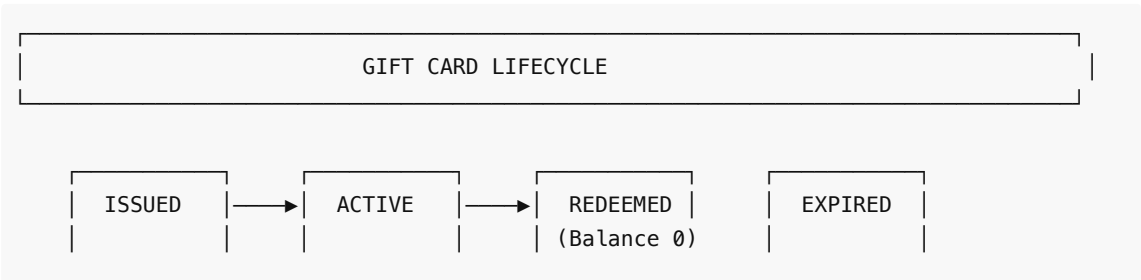 GIFT CARD LIFECYCLE
ISSUED ACTIVE REDEEMED EXPIRED
(Balance 0)